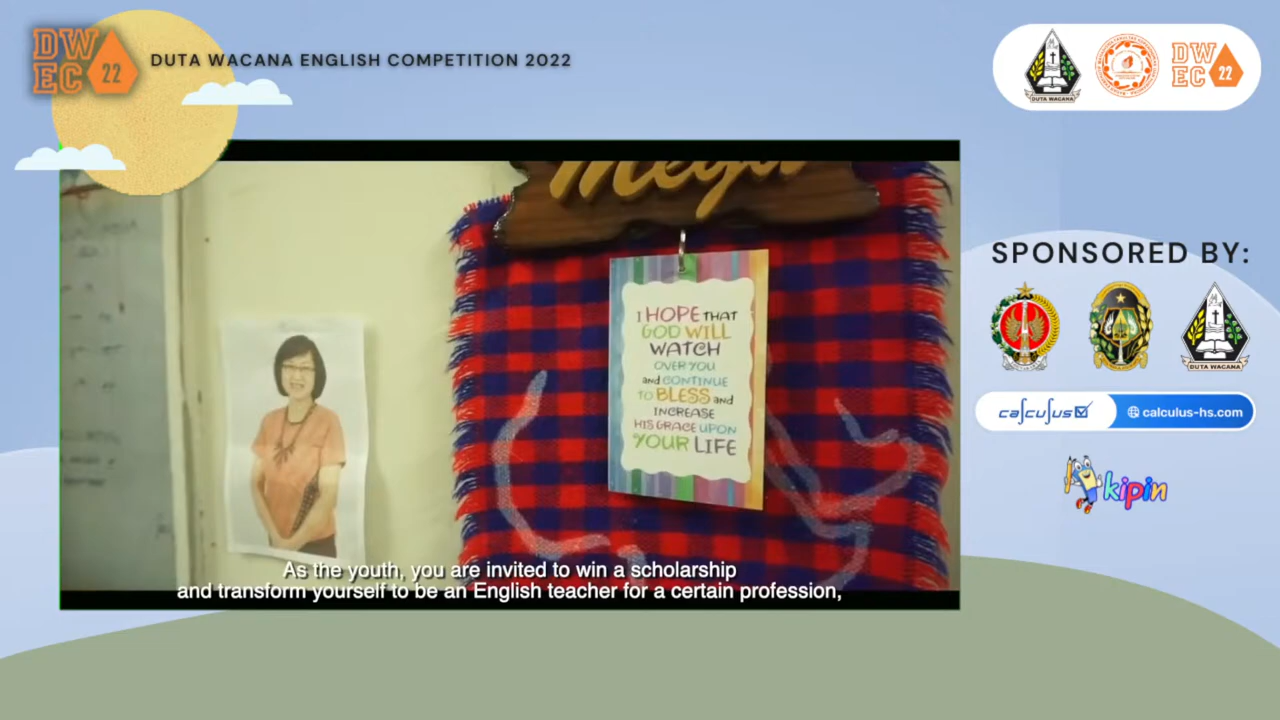 DW
EC 22
DUTA WACANA ENGLISH COMPETITION 2022
DUTA WACANA
DW
EC 22
Mega
I HOPE THAT
GOD WILL
WATCH
OVER YOU
and CONTINUE
TO BLESS and
INCREASE
HIS GRACE UPON
YOUR LIFE
As the youth, you are invited to win a scholarship
and transform yourself to be an English teacher for a certain profession,
SPONSORED BY:
DUTA WACANA
calculus
calculus-hs.com
kipin